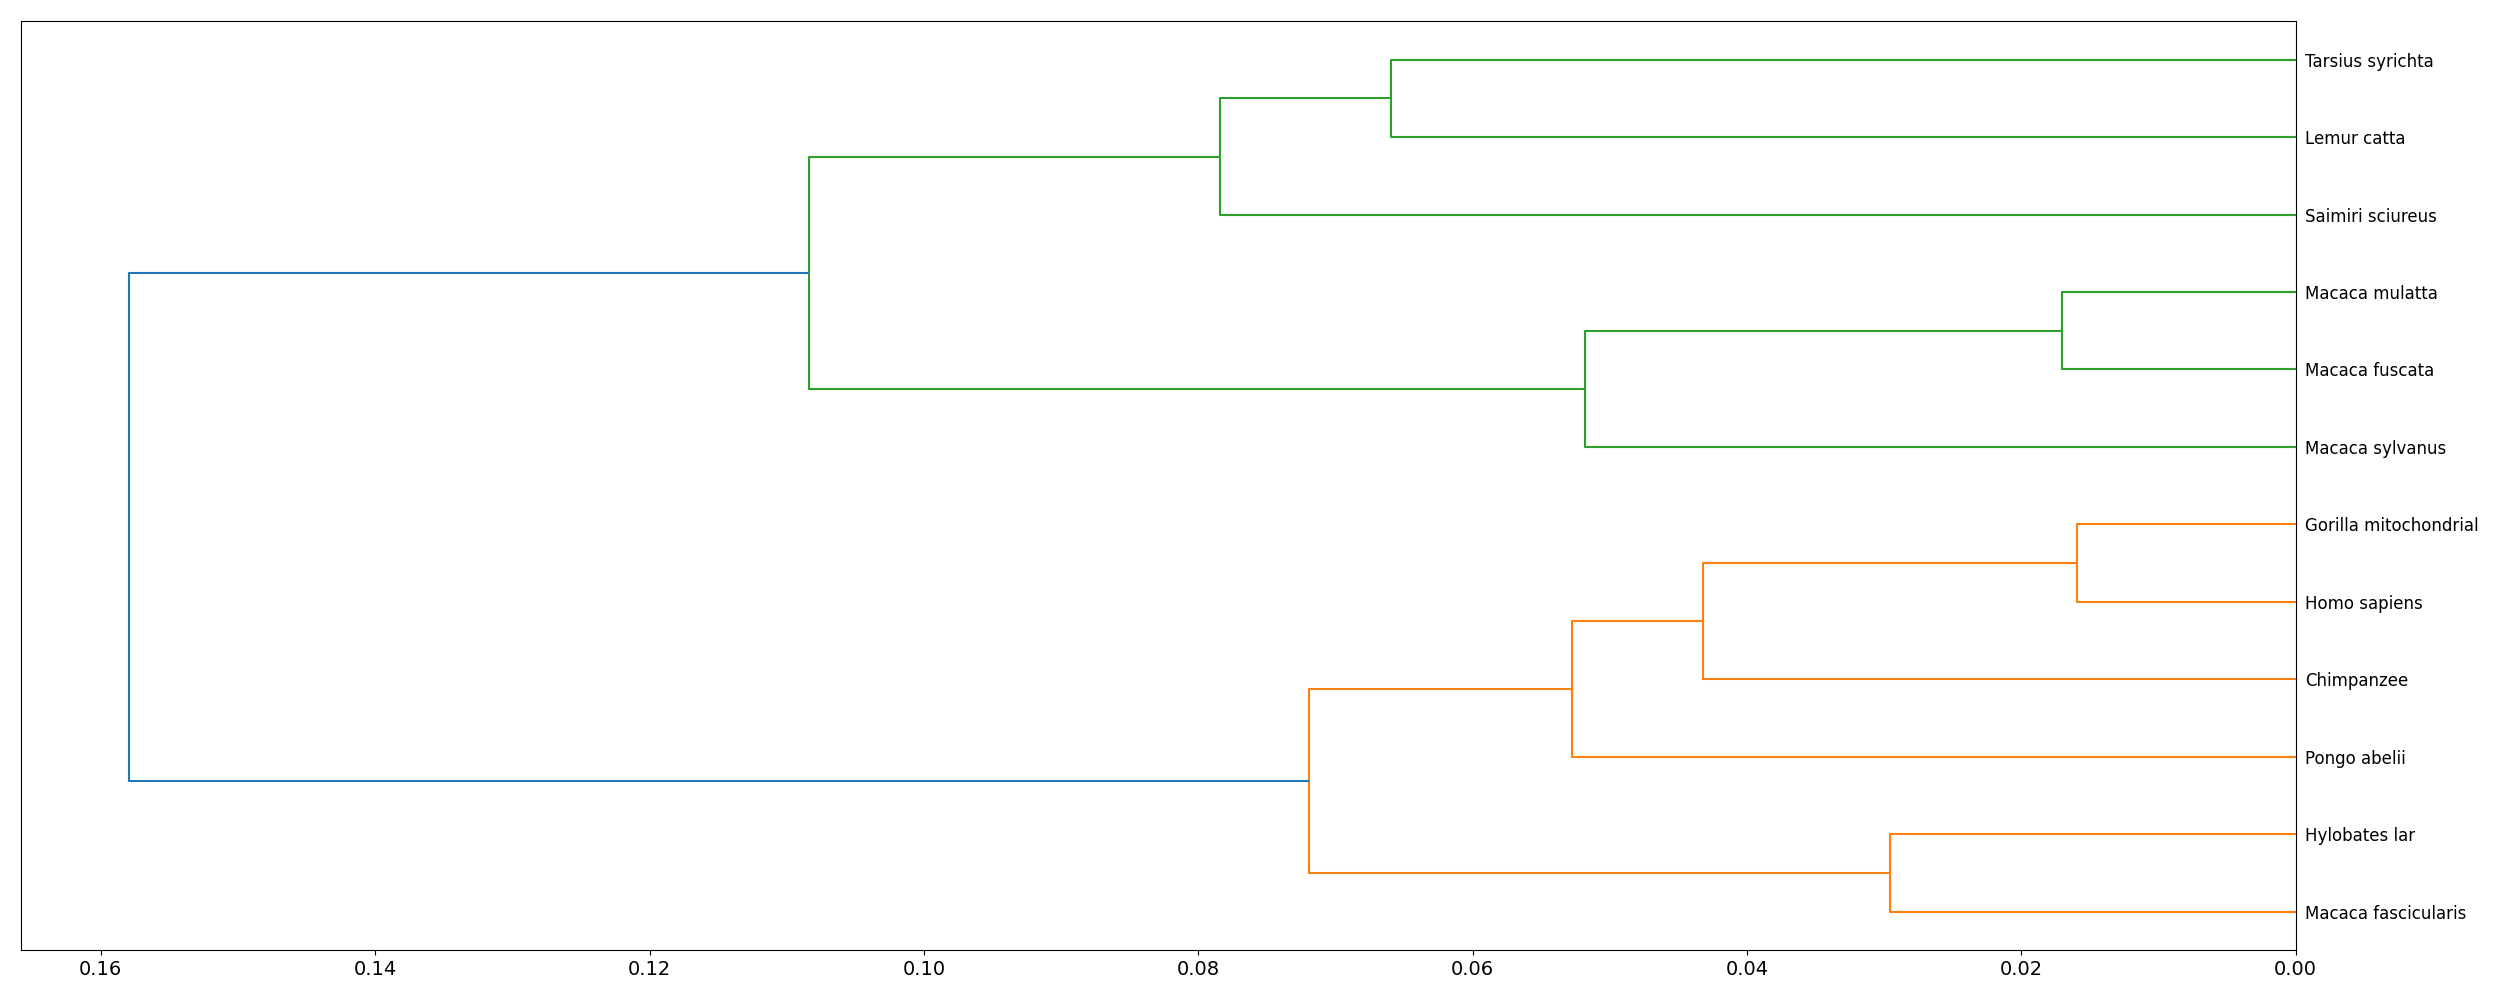 Tarsius syrichta
Lemur catta
Saimiri sciureus
Macaca mulatta
Macaca fuscata
Macaca sylvanus
Gorilla mitochondrial
Homo sapiens
Chimpanzee
Pongo abelii
Hylobates lar
Macaca fascicularis
0.16 0.14 0.12 0.10 0.08 0.06 0.04 0.02 0.00